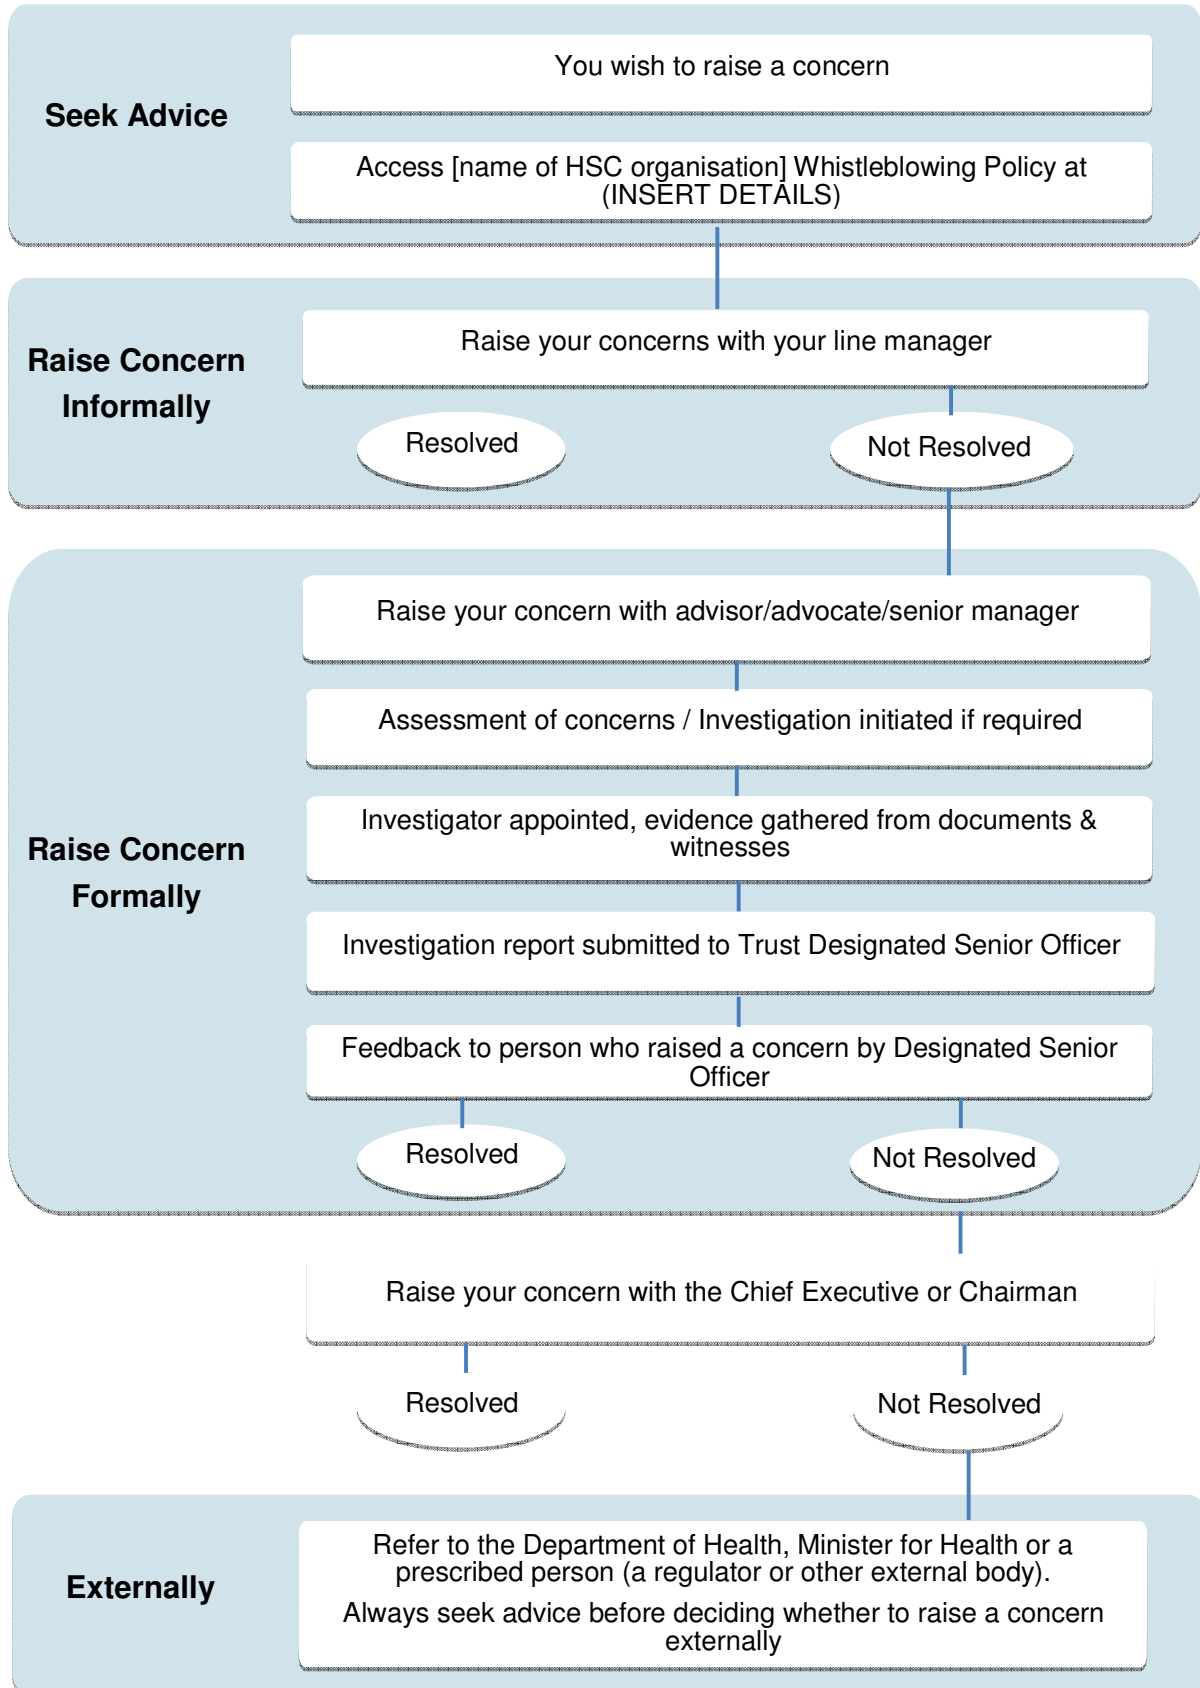 Seek Advice
You wish to raise a concern
Access [name of HSC organisation] Whistleblowing Policy at
(INSERT DETAILS)
Raise Concern
Informally
Raise your concerns with your line manager
Resolved
Not Resolved
Raise Concern
Formally
Raise your concern with advisor/advocate/senior manager
Assessment of concerns / Investigation initiated if required
Investigator appointed, evidence gathered from documents &
witnesses
Investigation report submitted to Trust Designated Senior Officer
Feedback to person who raised a concern by Designated Senior
Officer
Resolved
Not Resolved
Raise your concern with the Chief Executive or Chairman
Resolved
Not Resolved
Externally
Refer to the Department of Health, Minister for Health or a
prescribed person (a regulator or other external body).
Always seek advice before deciding whether to raise a concern
externally